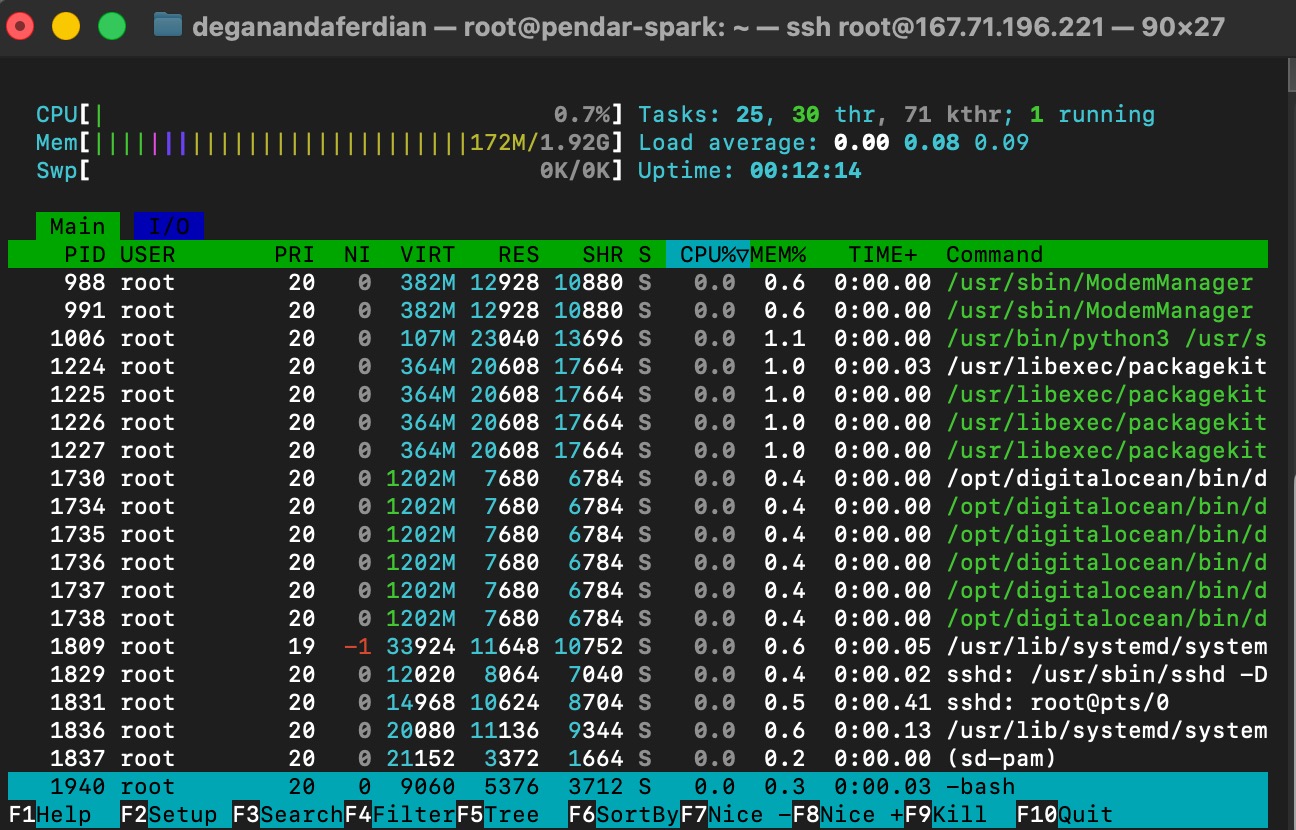 deganandaferdian — root@pendar-spark: ~ — ssh root@167.71.196.221 — 90×27
CPU[| 0.7%] Tasks: 25, 30 thr, 71 kthr; 1 running
Mem[|||||||||||||||||||||||||||172M/1.92G] Load average: 0.00 0.08 0.09
Swp[ 0K/0K] Uptime: 00:12:14
Main I/O
PID USER PRI NI VIRT RES SHR S CPU%▽MEM% TIME+ Command
988 root 20 0 382M 12928 10880 S 0.0 0.6 0:00.00 /usr/sbin/ModemManager
991 root 20 0 382M 12928 10880 S 0.0 0.6 0:00.00 /usr/sbin/ModemManager
1006 root 20 0 107M 23040 13696 S 0.0 1.1 0:00.00 /usr/bin/python3 /usr/s
1224 root 20 0 364M 20608 17664 S 0.0 1.0 0:00.03 /usr/libexec/packagekit
1225 root 20 0 364M 20608 17664 S 0.0 1.0 0:00.00 /usr/libexec/packagekit
1226 root 20 0 364M 20608 17664 S 0.0 1.0 0:00.00 /usr/libexec/packagekit
1227 root 20 0 364M 20608 17664 S 0.0 1.0 0:00.00 /usr/libexec/packagekit
1730 root 20 0 1202M 7680 6784 S 0.0 0.4 0:00.00 /opt/digitalocean/bin/d
1734 root 20 0 1202M 7680 6784 S 0.0 0.4 0:00.00 /opt/digitalocean/bin/d
1735 root 20 0 1202M 7680 6784 S 0.0 0.4 0:00.00 /opt/digitalocean/bin/d
1736 root 20 0 1202M 7680 6784 S 0.0 0.4 0:00.00 /opt/digitalocean/bin/d
1737 root 20 0 1202M 7680 6784 S 0.0 0.4 0:00.00 /opt/digitalocean/bin/d
1738 root 20 0 1202M 7680 6784 S 0.0 0.4 0:00.00 /opt/digitalocean/bin/d
1809 root 19 -1 33924 11648 10752 S 0.0 0.6 0:00.05 /usr/lib/systemd/system
1829 root 20 0 12020 8064 7040 S 0.0 0.4 0:00.02 sshd: /usr/sbin/sshd -D
1831 root 20 0 14968 10624 8704 S 0.0 0.5 0:00.41 sshd: root@pts/0
1836 root 20 0 20080 11136 9344 S 0.0 0.6 0:00.13 /usr/lib/systemd/system
1837 root 20 0 21152 3372 1664 S 0.0 0.2 0:00.00 (sd-pam)
1940 root 20 0 9060 5376 3712 S 0.0 0.3 0:00.03 -bash
F1Help F2Setup F3SearchF4FilterF5Tree F6SortByF7Nice -F8Nice +F9Kill F10Quit